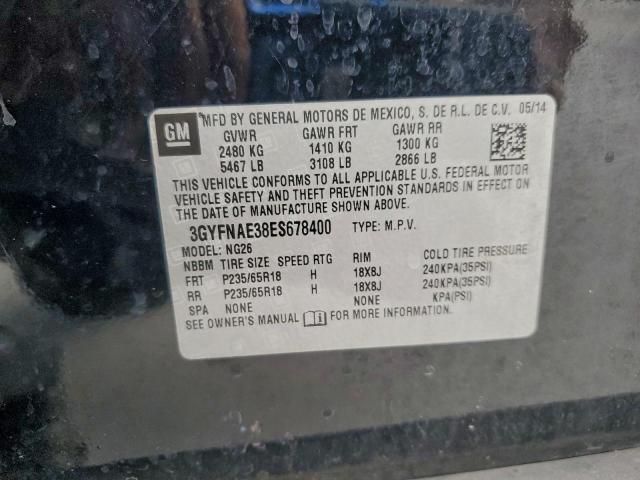 GM MFD BY GENERAL MOTORS DE MEXICO, S. DE R.L. DE C.V. 05/14
GVWR GAWR FRT GAWR RR
2480 KG 1410 KG 1300 KG
5467 LB 3108 LB 2866 LB
THIS VEHICLE CONFORMS TO ALL APPLICABLE U.S. FEDERAL MOTOR
VEHICLE SAFETY AND THEFT PREVENTION STANDARDS IN EFFECT ON
THE DATE OF MANUFACTURE SHOWN ABOVE.
3GYFNAE38ES678400 TYPE: M.P.V.
MODEL: NG26
NBBM TIRE SIZE SPEED RTG RIM COLD TIRE PRESSURE
FRT P235/65R18 H 18X8J 240KPA(35PSI)
RR P235/65R18 H 18X8J 240KPA(35PSI)
SPA NONE NONE KPA(PSI)
SEE OWNER'S MANUAL FOR MORE INFORMATION.